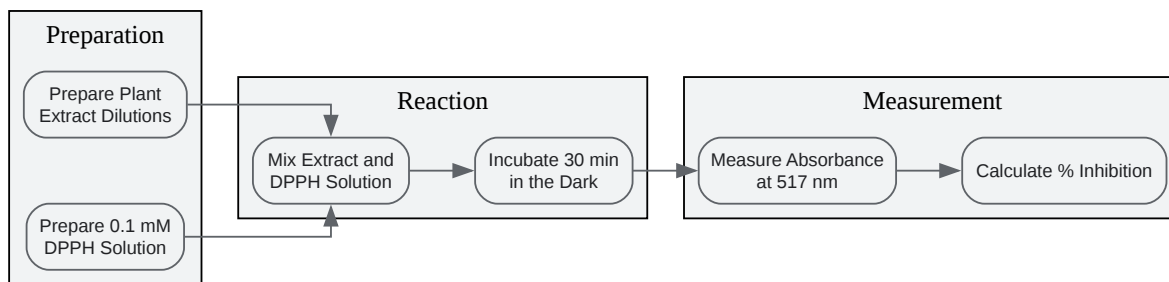 Preparation
Prepare Plant
Extract Dilutions
Prepare 0.1 mM
DPPH Solution
Reaction
Mix Extract and
DPPH Solution
Incubate 30 min
in the Dark
Measurement
Measure Absorbance
at 517 nm
Calculate % Inhibition